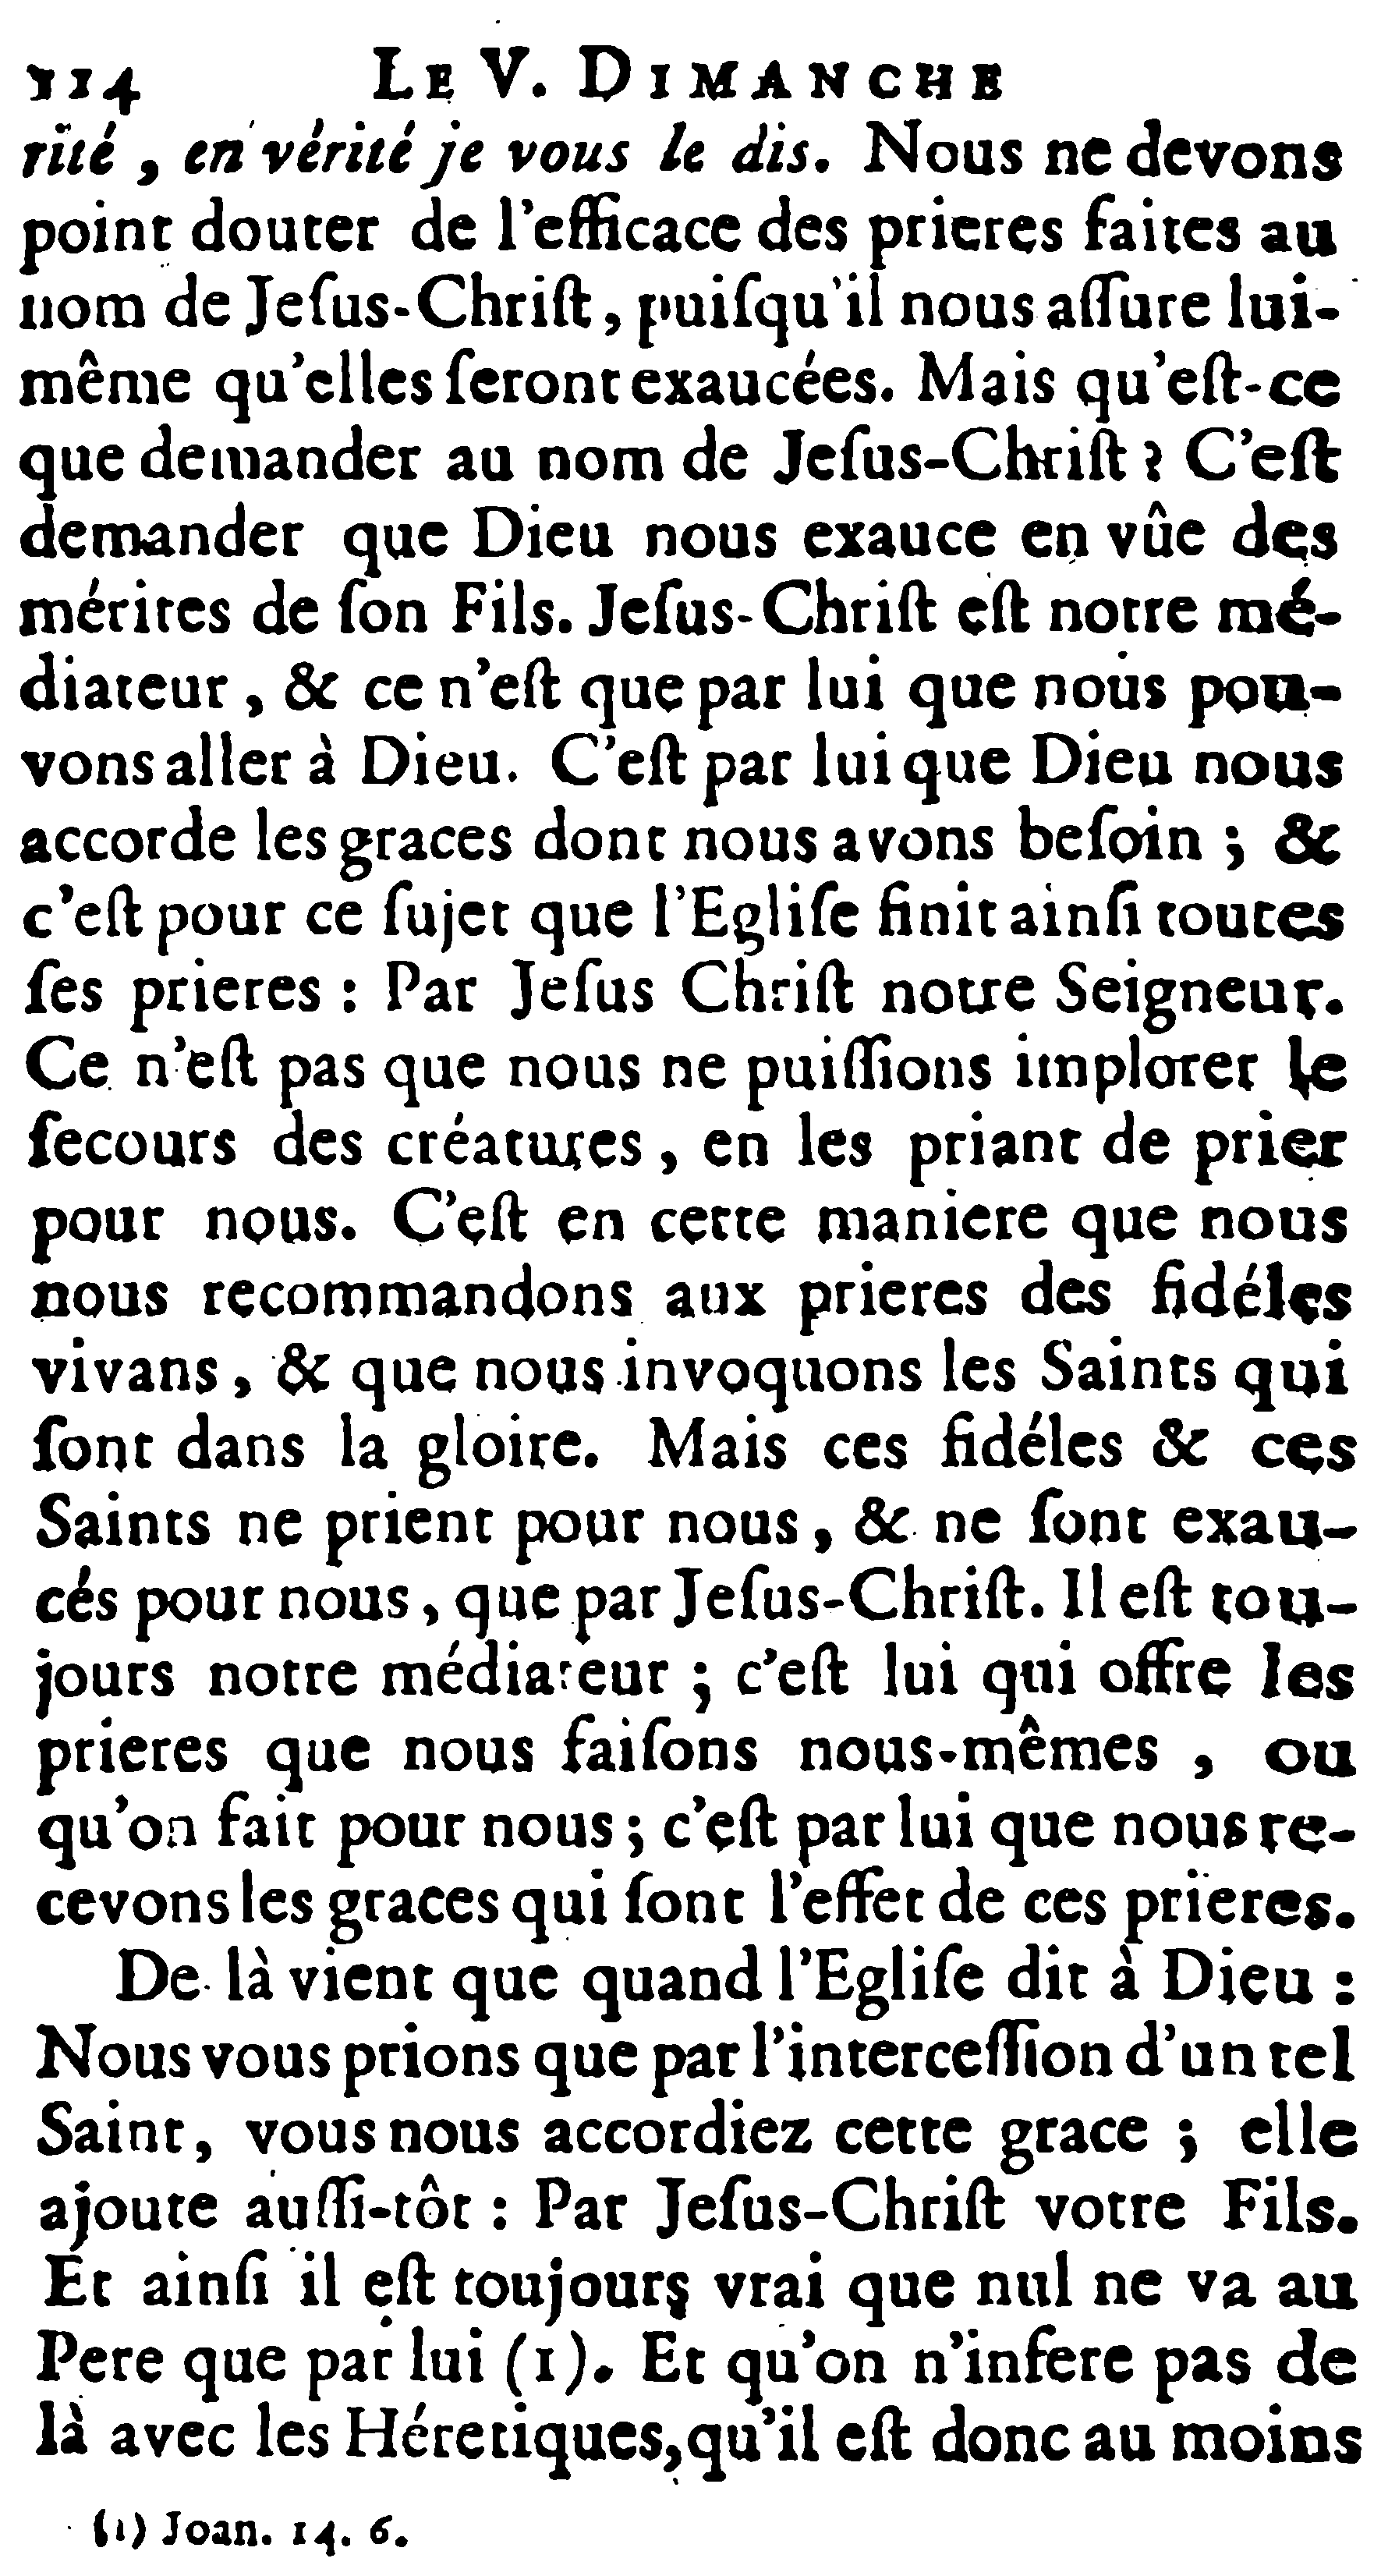 114 LE V. DIMANCHE
rité, en vérité je vous le dis. Nous ne devons
point douter de l'efficace des prieres faites au
nom de Jeſus-Chriſt, puiſqu'il nous aſſure lui-
même qu'elles ſeront exaucées. Mais qu'eſt-ce
que demander au nom de Jeſus-Chriſt ? C'eſt
demander que Dieu nous exauce en vûe des
mérites de ſon Fils. Jeſus-Chriſt eſt notre mé-
diateur, & ce n'eſt que par lui que nous pou-
vons aller à Dieu. C'eſt par lui que Dieu nous
accorde les graces dont nous avons beſoin ; &
c'eſt pour ce ſujet que l'Egliſe finit ainſi toutes
ſes prieres : Par Jeſus Chriſt notre Seigneur.
Ce n'eſt pas que nous ne puiſſions implorer le
ſecours des créatures, en les priant de prier
pour nous. C'eſt en cette maniere que nous
nous recommandons aux prieres des fidéles
vivans, & que nous invoquons les Saints qui
ſont dans la gloire. Mais ces fidéles & ces
Saints ne prient pour nous, & ne ſont exau-
cés pour nous, que par Jeſus-Chriſt. Il eſt tou-
jours notre médiateur ; c'eſt lui qui offre les
prieres que nous faiſons nous-mêmes, ou
qu'on fait pour nous ; c'eſt par lui que nous re-
cevons les graces qui ſont l'effet de ces prieres.
De là vient que quand l'Egliſe dit à Dieu :
Nous vous prions que par l'interceſſion d'un tel
Saint, vous nous accordiez cette grace ; elle
ajoute auſſi-tôt : Par Jeſus-Chriſt votre Fils.
Et ainſi il eſt toujours vrai que nul ne va au
Pere que par lui (1). Et qu'on n'infere pas de
là avec les Héretiques, qu'il eſt donc au moins
(1) Joan. 14. 6.